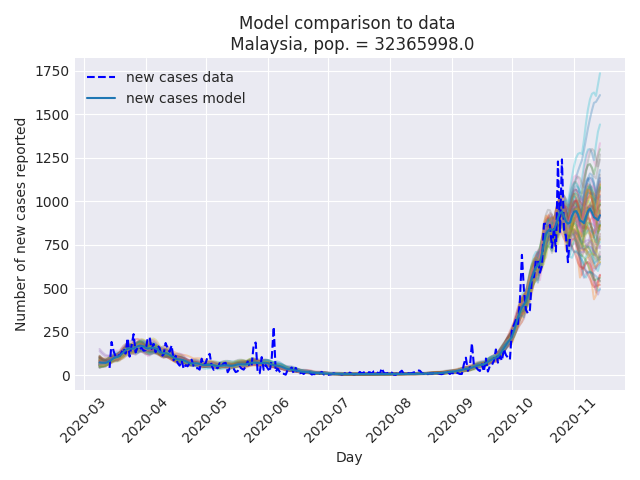 Model comparison to data
Malaysia, pop. = 32365998.0
new cases data
new cases model
Number of new cases reported
1750
1500
1250
1000
750
500
250
0
2020-03
2020-04
2020-05
2020-06
2020-07
2020-08
2020-09
2020-10
2020-11
Day